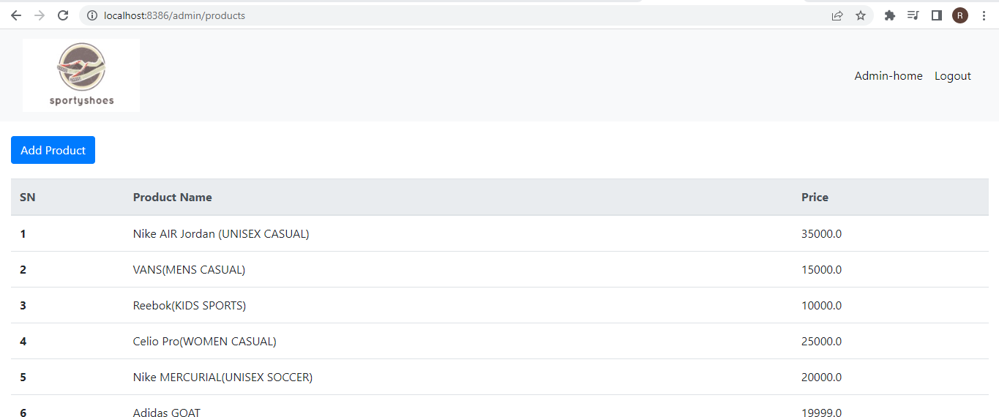 localhost:8386/admin/products
R
sportyshoes
Admin-home Logout
Add Product
SN Product Name Price
1 Nike AIR Jordan (UNISEX CASUAL) 35000.0
2 VANS(MENS CASUAL) 15000.0
3 Reebok(KIDS SPORTS) 10000.0
4 Celio Pro(WOMEN CASUAL) 25000.0
5 Nike MERCURIAL(UNISEX SOCCER) 20000.0
6 Adidas GOAT 19999.0